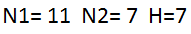 N1= 11 N2= 7 H=7